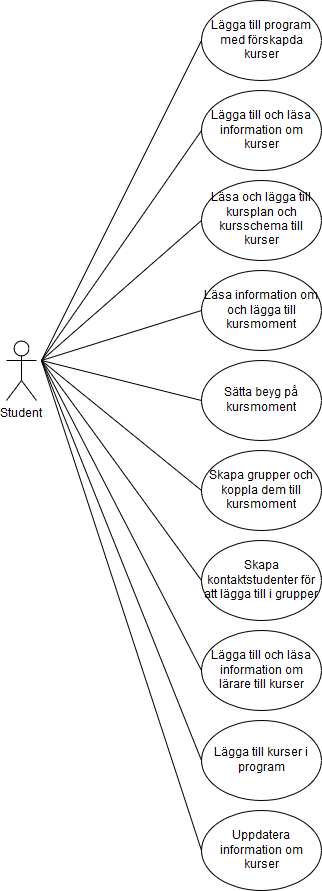 Lägga till program
med förskapda
kurser
Lägga till och läsa
information om
kurser
Läsa och lägga till
kursplan och
kursschema till
kurser
Läsa information om
och lägga till
kursmoment
Student
Sätta beyg på
kursmoment
Skapa grupper och
koppla dem till
kursmoment
Skapa
kontaktstudenter för
att lägga till i grupper
Lägga till och läsa
information om
lärare till kurser
Lägga till kurser i
program
Uppdatera
information om
kurser